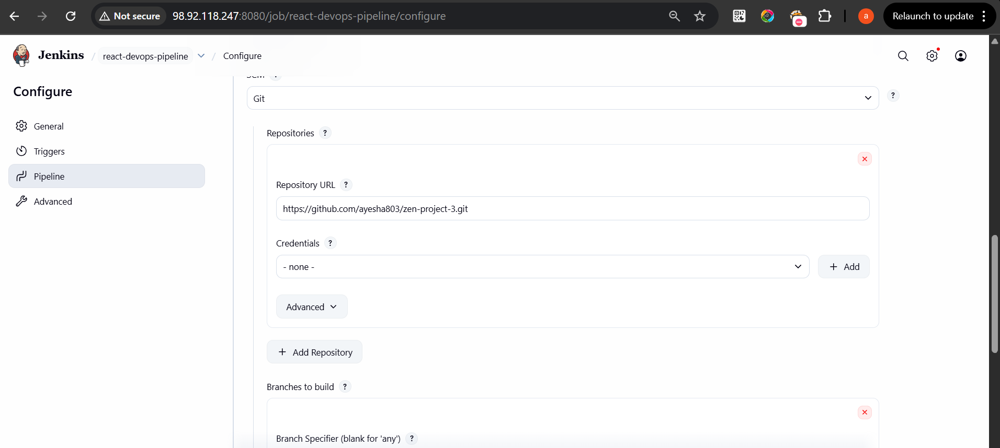 Not secure 98.92.118.247:8080/job/react-devops-pipeline/configure a Relaunch to update
Jenkins / react-devops-pipeline / Configure
SCM ?
Configure
Git ?
General
Repositories ?
Triggers
Pipeline
Repository URL ?
Advanced
https://github.com/ayesha803/zen-project-3.git
Credentials ?
- none - + Add
Advanced
+ Add Repository
Branches to build ?
Branch Specifier (blank for 'any') ?